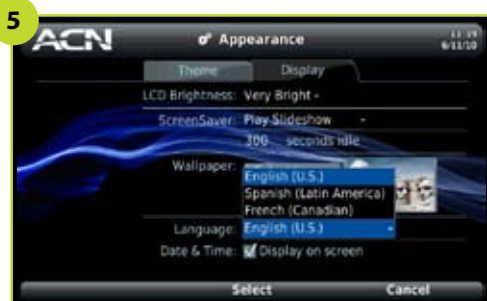 5
ACN
Appearance
11:39
6/11/10
Theme Display
LCD Brightness: Very Bright
ScreenSaver: Play Slideshow
300 seconds idle
Wallpaper:
English (U.S.)
Spanish (Latin America)
French (Canadian)
Language: English (U.S.)
Date & Time: Display on screen
Select Cancel